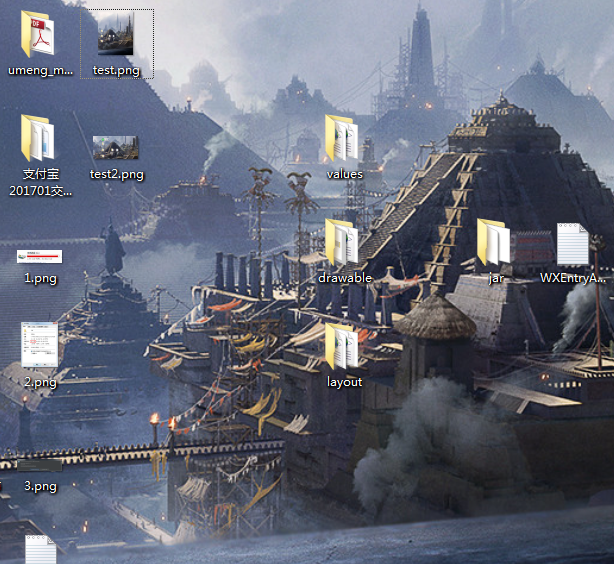 umeng_m...
test.png
支付宝
201701交...
test2.png
values
1.png
drawable
jar
WXEntryA...
2.png
layout
3.png